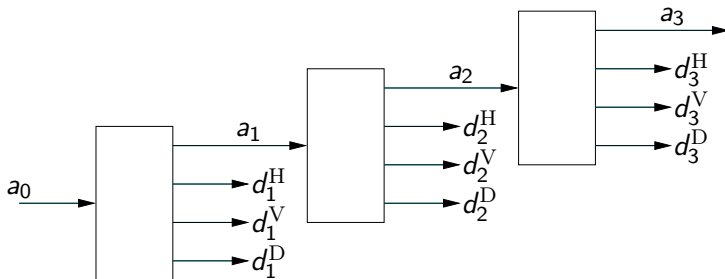 a₃
d₃ᴴ
a₂
d₃ⱽ
d₂ᴴ
a₁
d₃ᴰ
d₂ⱽ
a₀
d₁ᴴ
d₂ᴰ
d₁ⱽ
d₁ᴰ